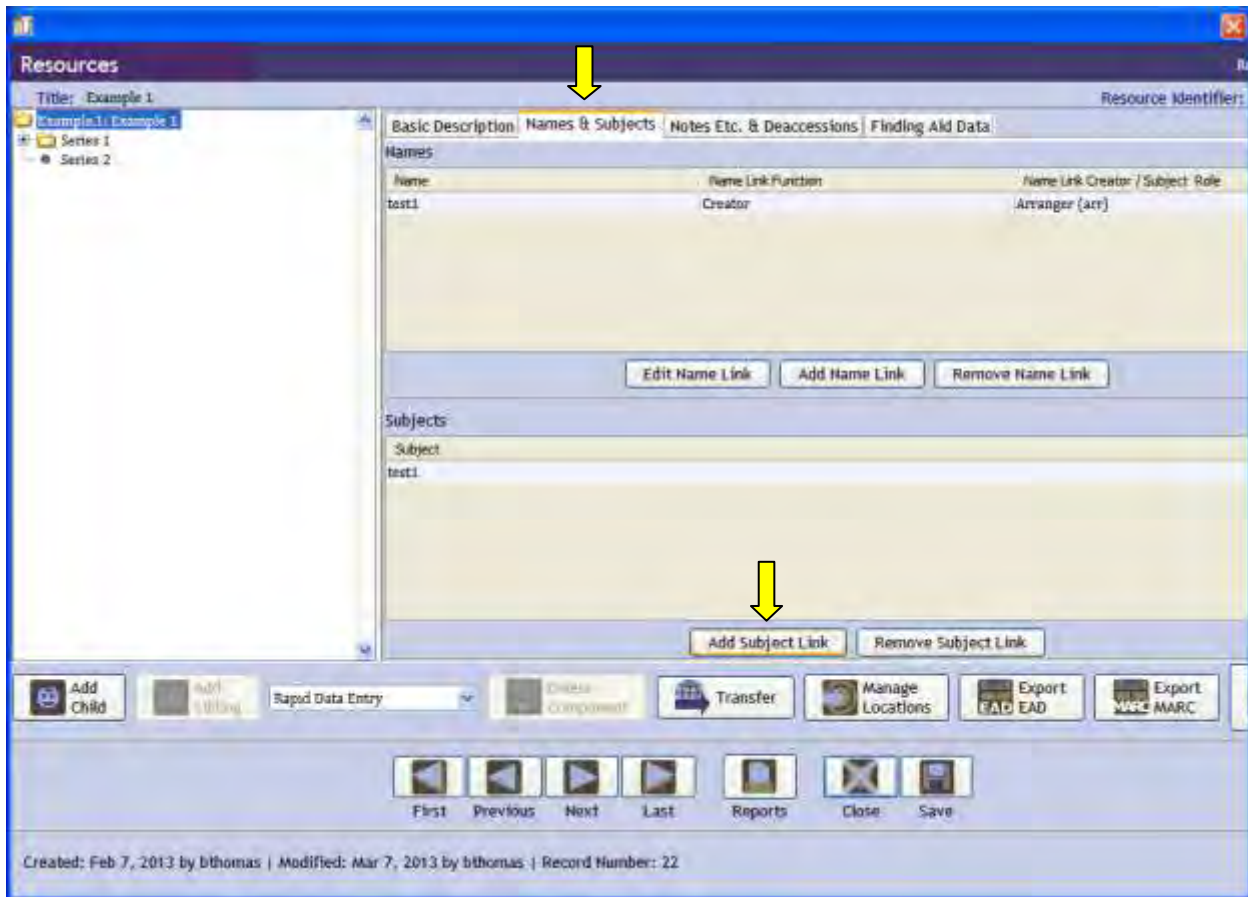 Resources
Title: Example 1
Resource Identifier:
Example 1: Example 1
Series 1
Series 2
Basic Description
Names & Subjects
Notes Etc. & Deaccessions
Finding Aid Data
Names
Name
Name Link Function
Name Link Creator / Subject Role
test1
Creator
Arranger (arr)
Edit Name Link
Add Name Link
Remove Name Link
Subjects
Subject
test1
Add Subject Link
Remove Subject Link
Add
Child
Add
Sibling
Rapid Data Entry
Delete
Component
Transfer
Manage
Locations
EAD
Export
EAD
MARC
Export
MARC
First
Previous
Next
Last
Reports
Close
Save
Created: Feb 7, 2013 by bthomas | Modified: Mar 7, 2013 by bthomas | Record Number: 22